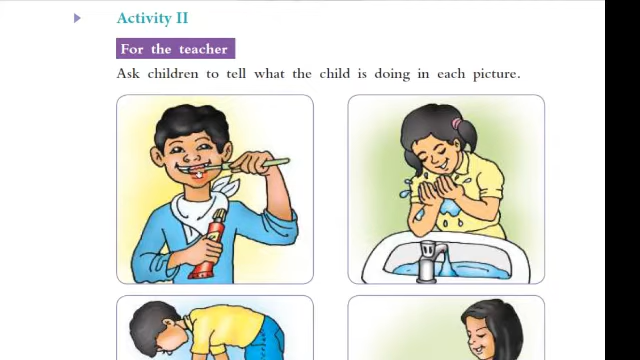 Activity II
For the teacher
Ask children to tell what the child is doing in each picture.